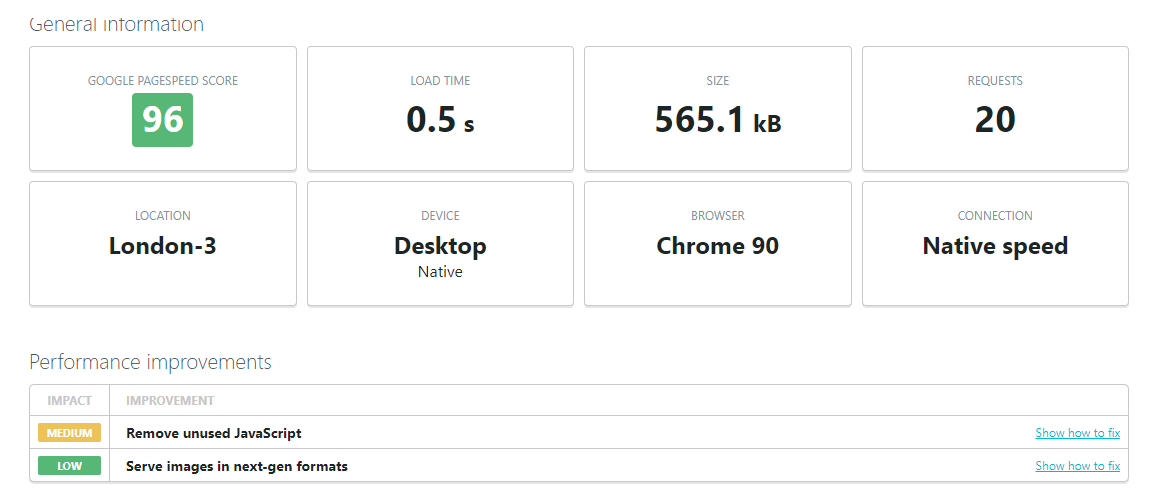 General information
GOOGLE PAGESPEED SCORE
96
LOAD TIME
0.5 s
SIZE
565.1 kB
REQUESTS
20
LOCATION
London-3
DEVICE
Desktop
Native
BROWSER
Chrome 90
CONNECTION
Native speed
Performance improvements
IMPACT IMPROVEMENT
MEDIUM Remove unused JavaScript Show how to fix
LOW Serve images in next-gen formats Show how to fix